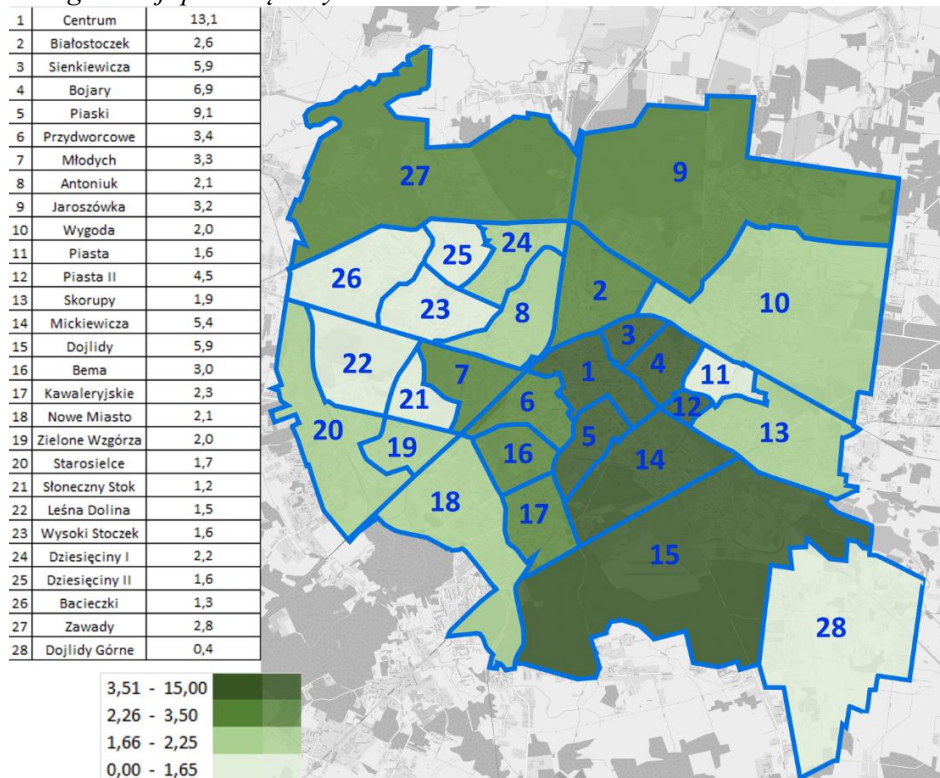 1 Centrum 13,1
2 Białostoczek 2,6
3 Sienkiewicza 5,9
4 Bojary 6,9
5 Piaski 9,1
6 Przydworcowe 3,4
7 Młodych 3,3
8 Antoniuk 2,1
9 Jaroszówka 3,2
10 Wygoda 2,0
11 Piasta 1,6
12 Piasta II 4,5
13 Skorupy 1,9
14 Mickiewicza 5,4
15 Dojlidy 5,9
16 Bema 3,0
17 Kawaleryjskie 2,3
18 Nowe Miasto 2,1
19 Zielone Wzgórza 2,0
20 Starosielce 1,7
21 Słoneczny Stok 1,2
22 Leśna Dolina 1,5
23 Wysoki Stoczek 1,6
24 Dziesięciny I 2,2
25 Dziesięciny II 1,6
26 Bacieczki 1,3
27 Zawady 2,8
28 Dojlidy Górne 0,4
27
9
24
25
26
2
10
23
8
3
4
22
7
1
11
21
6
12
20
19
5
13
16
14
18
17
15
28
3,51 - 15,00
2,26 - 3,50
1,66 - 2,25
0,00 - 1,65